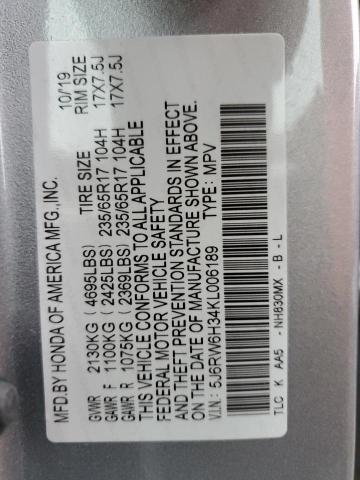 MFD.BY HONDA OF AMERICA MFG.,INC. 10/19
TIRE SIZE RIM SIZE
GVWR 2130KG (4695LBS)
GAWR F 1100KG (2425LBS) 235/65R17 104H 17X7.5J
GAWR R 1075KG (2369LBS) 235/65R17 104H 17X7.5J
THIS VEHICLE CONFORMS TO ALL APPLICABLE
FEDERAL MOTOR VEHICLE SAFETY
AND THEFT PREVENTION STANDARDS IN EFFECT
ON THE DATE OF MANUFACTURE SHOWN ABOVE.
V.I.N.: 5J6RW6H34KL006189 TYPE: MPV
TLC K AA5 -NH830MX -B -L